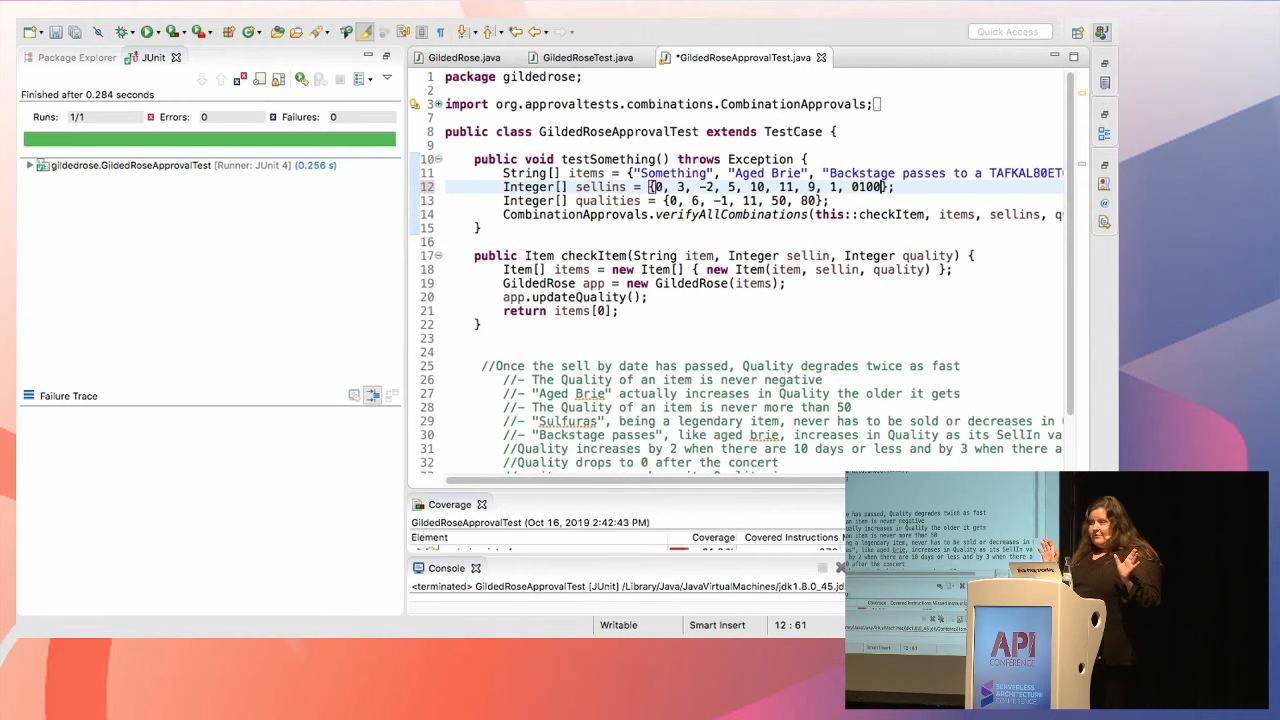 Quick Access
Package Explorer
JUnit
Finished after 0.284 seconds
Runs: 1/1
Errors: 0
Failures: 0
gildedrose.GildedRoseApprovalTest [Runner: JUnit 4] (0.256 s)
Failure Trace
GildedRose.java
GildedRoseTest.java
*GildedRoseApprovalTest.java
1 package gildedrose;
2
3 import org.approvaltests.combinations.CombinationApprovals;
8 public class GildedRoseApprovalTest extends TestCase {
9
10 public void testSomething() throws Exception {
11 String[] items = {"Something", "Aged Brie", "Backstage passes to a TAFKAL80ET
12 Integer[] sellins = {0, 3, -2, 5, 10, 11, 9, 1, 0100};
13 Integer[] qualities = {0, 6, -1, 11, 50, 80};
14 CombinationApprovals.verifyAllCombinations(this::checkItem, items, sellins, q
15 }
16
17 public Item checkItem(String item, Integer sellin, Integer quality) {
18 Item[] items = new Item[] { new Item(item, sellin, quality) };
19 GildedRose app = new GildedRose(items);
20 app.updateQuality();
21 return items[0];
22 }
23
24
25 //Once the sell by date has passed, Quality degrades twice as fast
26 //- The Quality of an item is never negative
27 //- "Aged Brie" actually increases in Quality the older it gets
28 //- The Quality of an item is never more than 50
29 //- "Sulfuras", being a legendary item, never has to be sold or decreases in
30 //- "Backstage passes", like aged brie, increases in Quality as its SellIn va
31 //Quality increases by 2 when there are 10 days or less and by 3 when there a
32 //Quality drops to 0 after the concert
Coverage
GildedRoseApprovalTest (Oct 16, 2019 2:42:43 PM)
Element
Coverage
Covered Instructions
Console
<terminated> GildedRoseApprovalTest [JUnit] /Library/Java/JavaVirtualMachines/jdk1.8.0_45.jd
Writable
Smart Insert
12 : 61
API
CONFERENCE
SERVERLESS
ARCHITECTURE
CONFERENCE